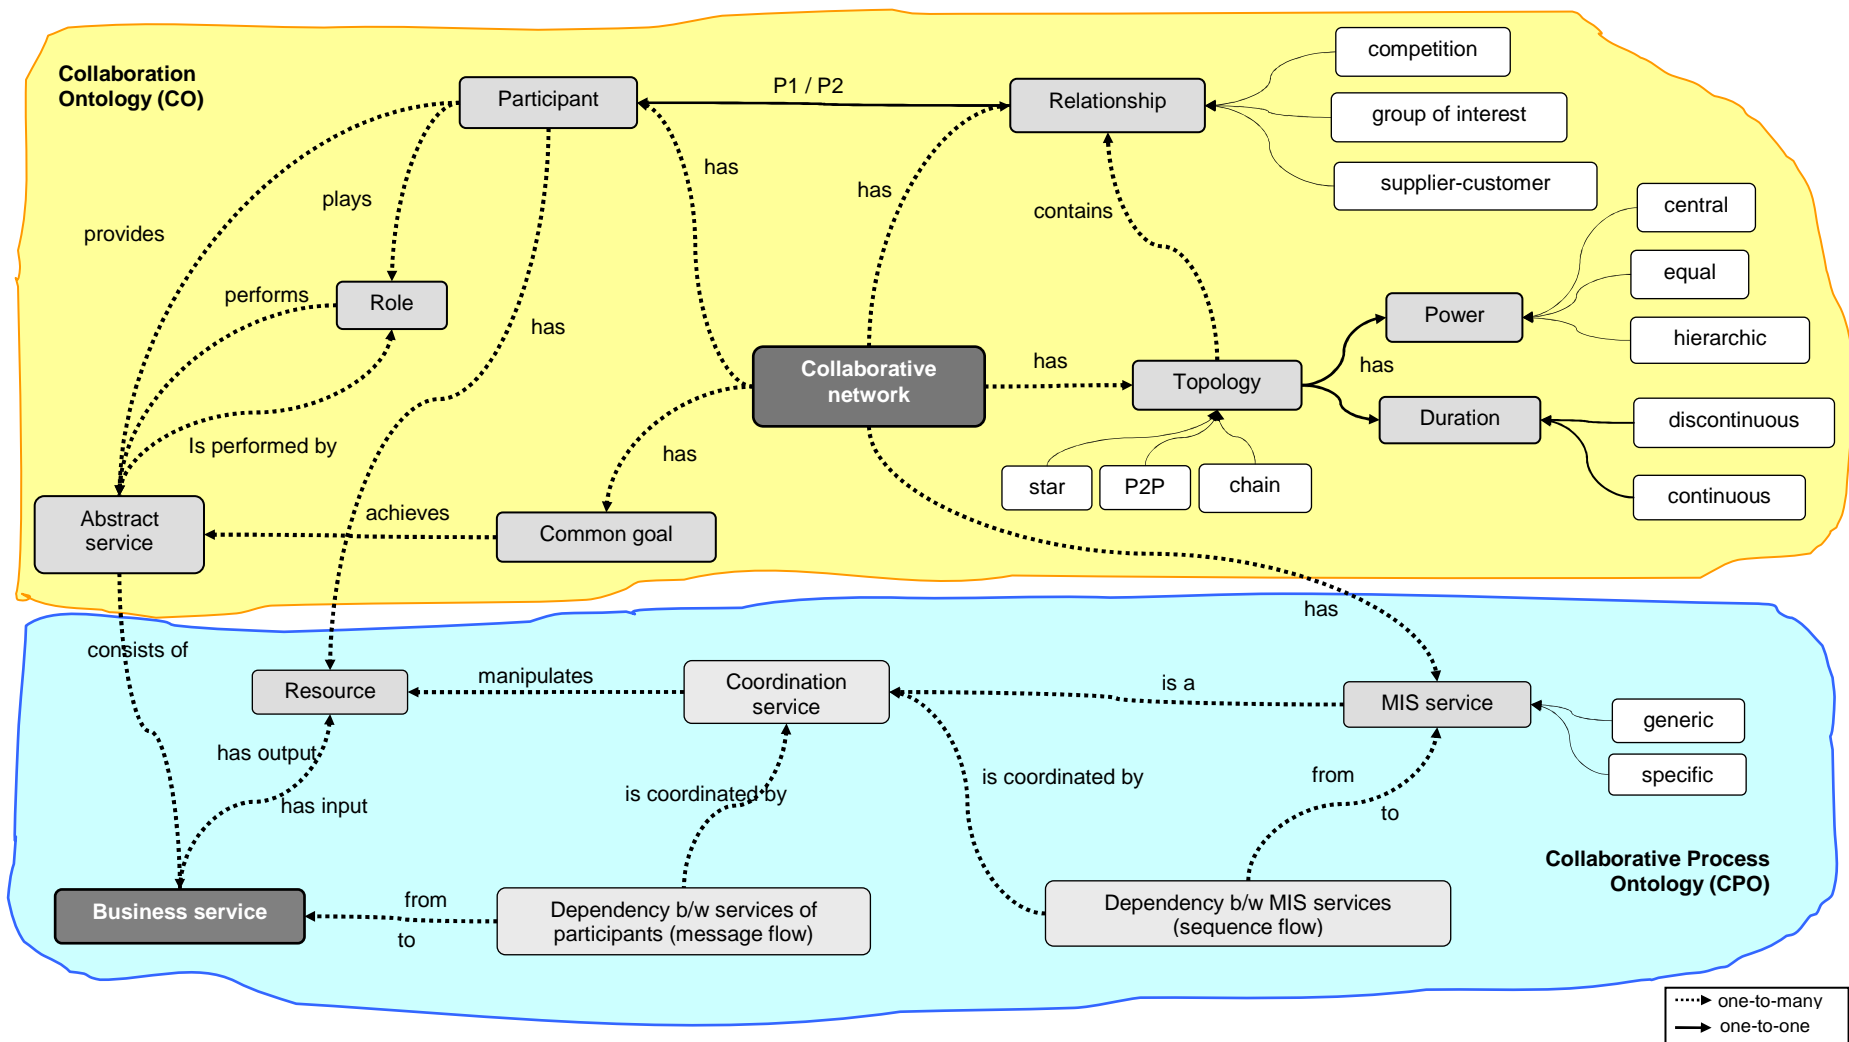 Collaboration
Ontology (CO)
Participant
P1 / P2
Relationship
competition
group of interest
supplier-customer
has
has
plays
contains
provides
central
equal
hierarchic
performs
Role
has
Power
has
Collaborative
network
has
Topology
Duration
discontinuous
continuous
Is performed by
has
star
P2P
chain
Abstract
service
achieves
Common goal
has
consists of
Resource
manipulates
Coordination
service
is a
MIS service
generic
specific
has output
has input
is coordinated by
is coordinated by
from
to
Collaborative Process
Ontology (CPO)
Business service
from
to
Dependency b/w services of
participants (message flow)
Dependency b/w MIS services
(sequence flow)
one-to-many
one-to-one